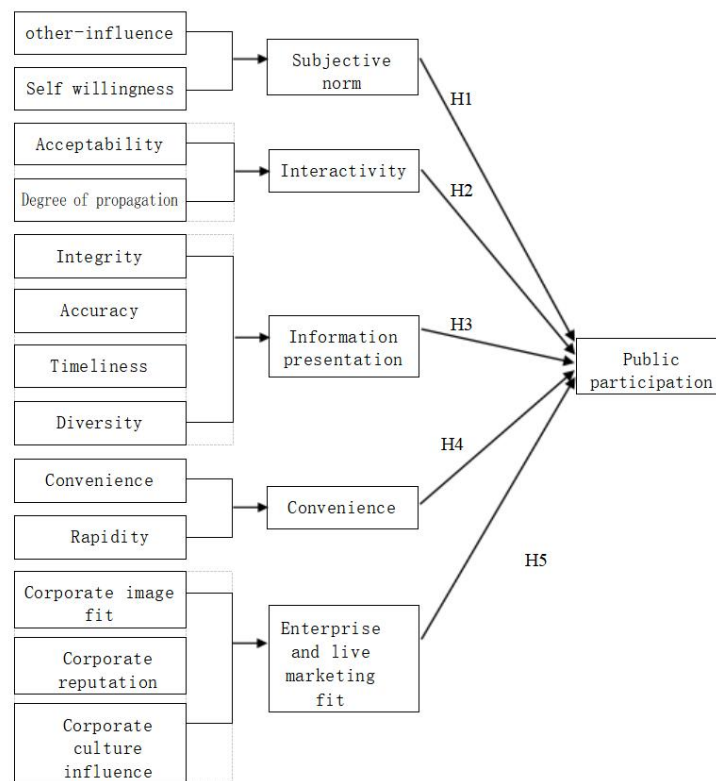 other-influence
Self willingness
Subjective
norm
H1
Acceptability
Degree of propagation
Interactivity
H2
Integrity
Accuracy
Timeliness
Diversity
Information
presentation
H3
Public
participation
Convenience
Rapidity
Convenience
H4
Corporate image
fit
Corporate
reputation
Corporate
culture
influence
Enterprise
and live
marketing
fit
H5